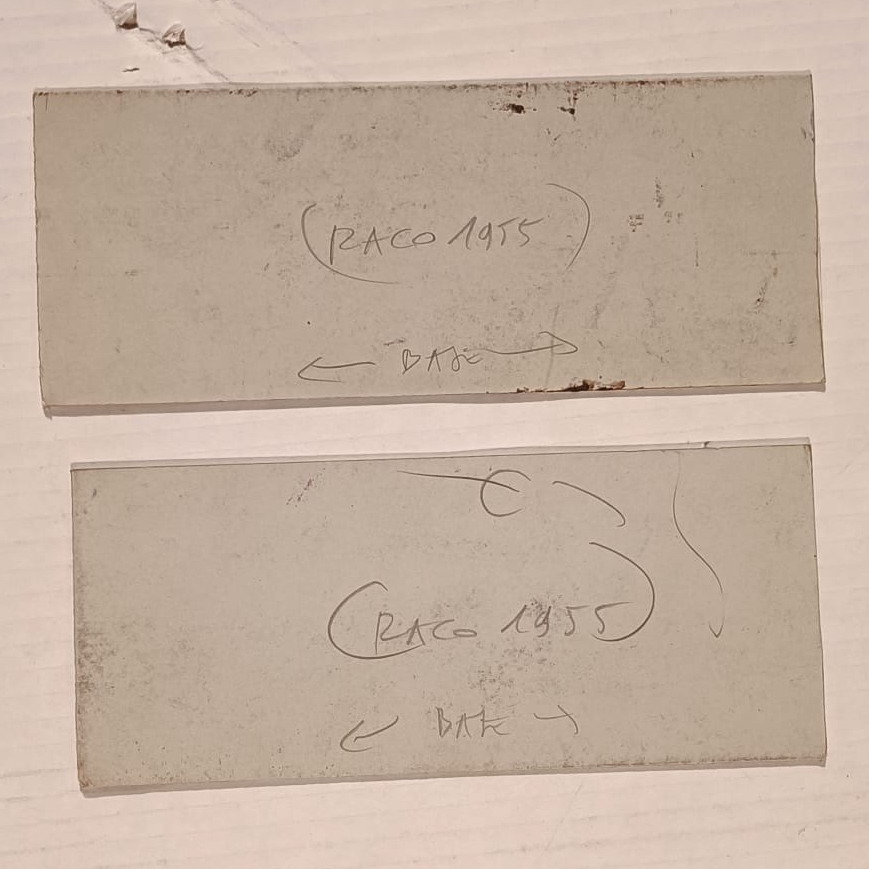 (RACO 1955)
← BASE →
(RACO 1955)
← BASE →